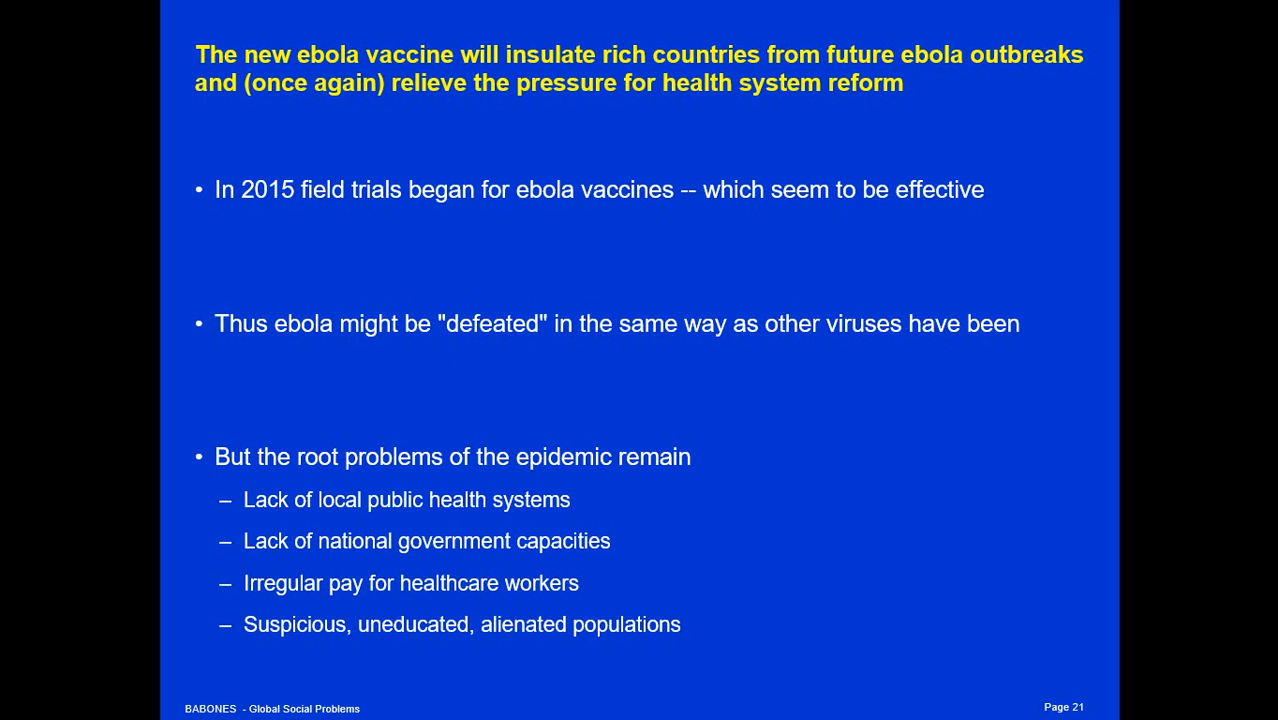 The new ebola vaccine will insulate rich countries from future ebola outbreaks
and (once again) relieve the pressure for health system reform
• In 2015 field trials began for ebola vaccines -- which seem to be effective
• Thus ebola might be "defeated" in the same way as other viruses have been
• But the root problems of the epidemic remain
– Lack of local public health systems
– Lack of national government capacities
– Irregular pay for healthcare workers
– Suspicious, uneducated, alienated populations
BABONES - Global Social Problems
Page 21